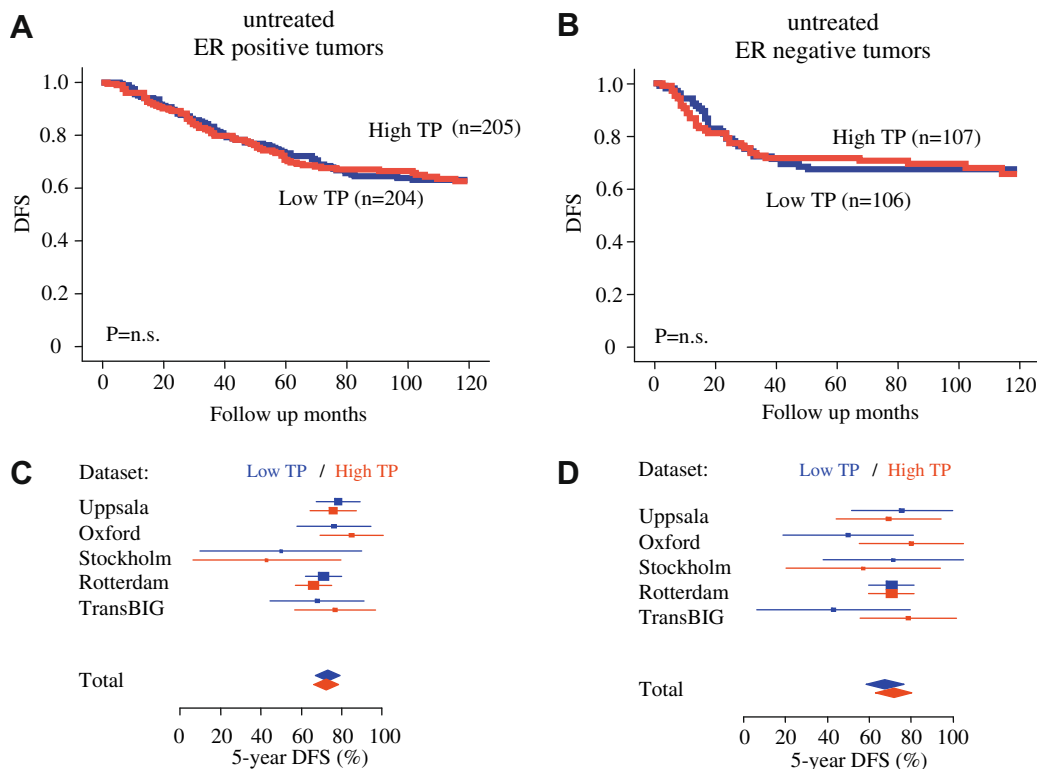 A
untreated
ER positive tumors
DFS
1.0
0.8
0.6
0.4
0.2
0
High TP (n=205)
Low TP (n=204)
P=n.s.
0 20 40 60 80 100 120
Follow up months
B
untreated
ER negative tumors
DFS
1.0
0.8
0.6
0.4
0.2
0
High TP (n=107)
Low TP (n=106)
P=n.s.
0 20 40 60 80 100 120
Follow up months
C
Dataset: Low TP / High TP
Uppsala
Oxford
Stockholm
Rotterdam
TransBIG
Total
0 20 40 60 80 100
5-year DFS (%)
D
Dataset: Low TP / High TP
Uppsala
Oxford
Stockholm
Rotterdam
TransBIG
Total
0 20 40 60 80 100
5-year DFS (%)